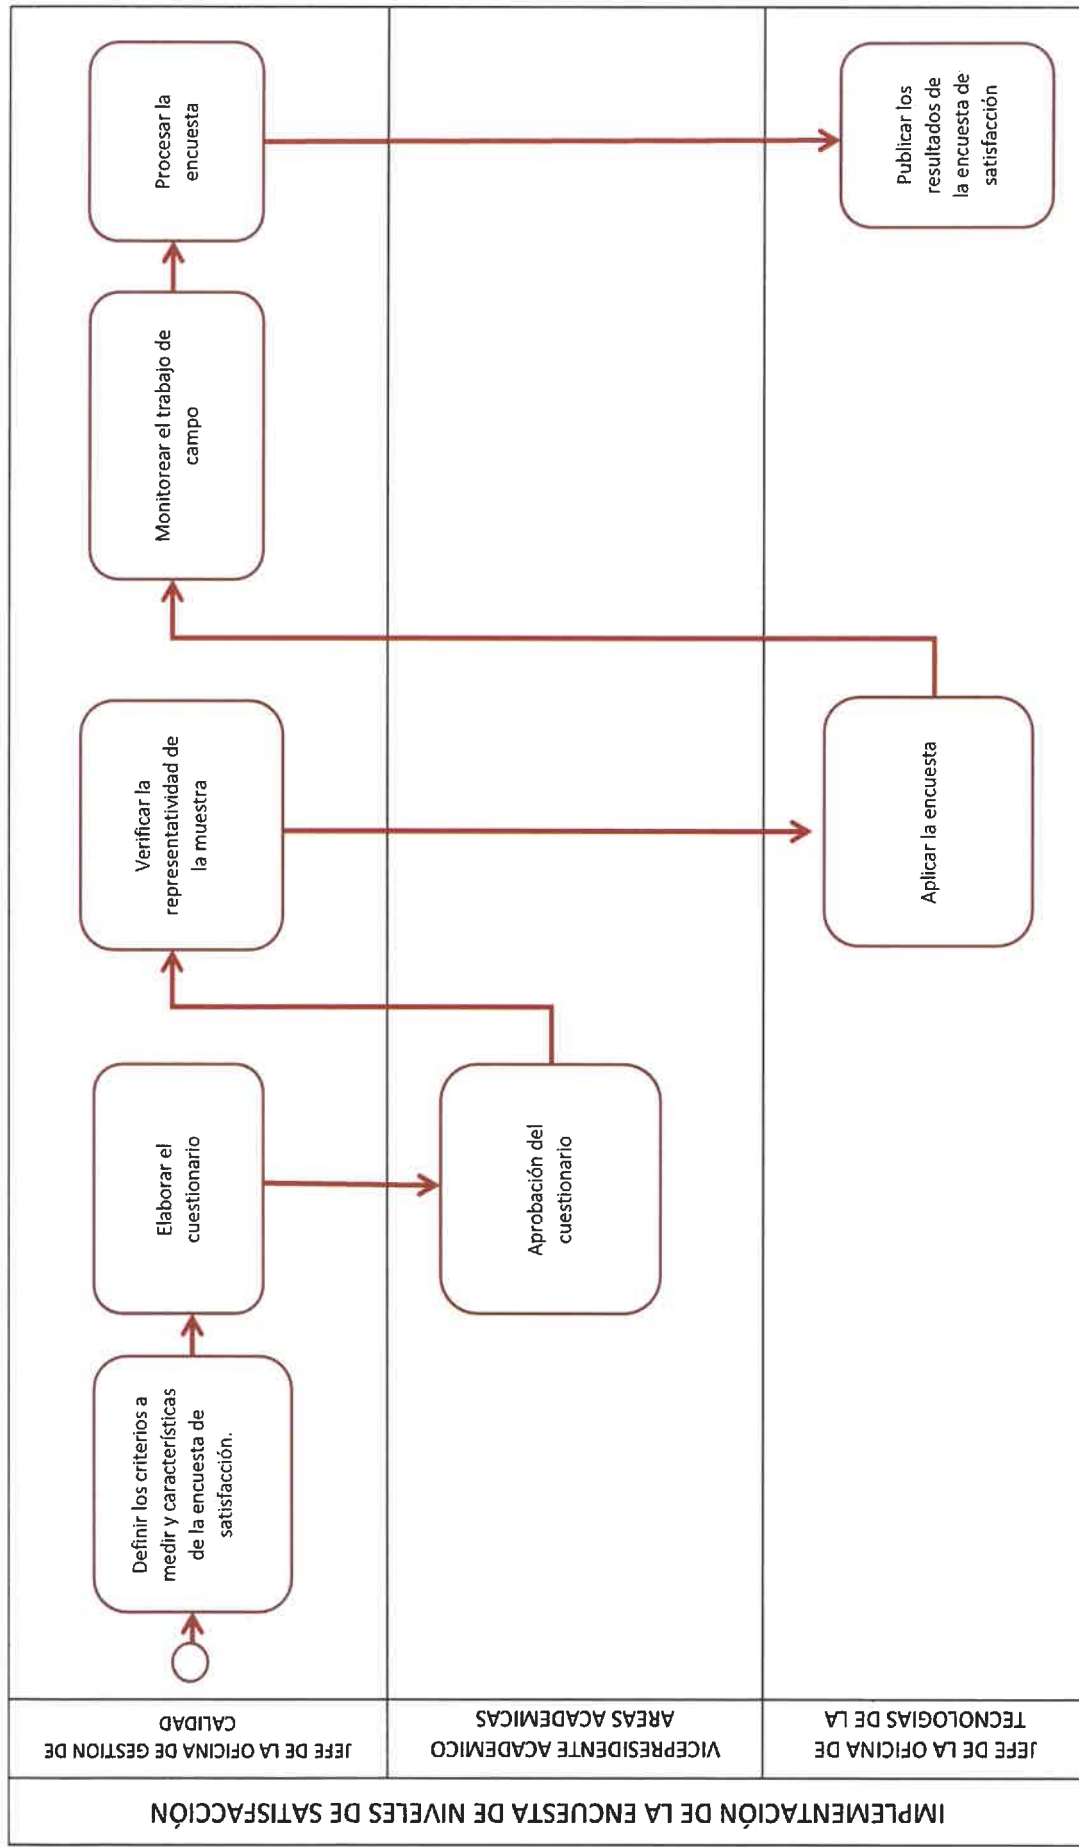 IMPLEMENTACIÓN DE LA ENCUESTA DE NIVELES DE SATISFACCIÓN
JEFE DE LA OFICINA DE GESTION DE
CALIDAD
Definir los criterios a
medir y características
de la encuesta de
satisfacción.
Elaborar el
cuestionario
Verificar la
representatividad de
la muestra
Monitorear el trabajo de
campo
Procesar la
encuesta
VICEPRESIDENTE ACADEMICO
AREAS ACADEMICAS
Aprobación del
cuestionario
JEFE DE LA OFICINA DE
TECNOLOGIAS DE LA
Aplicar la encuesta
Publicar los
resultados de
la encuesta de
satisfacción